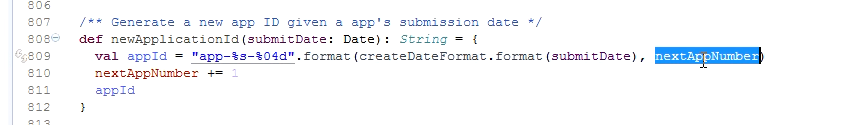 806
807 /** Generate a new app ID given a app's submission date */
808 def newApplicationId(submitDate: Date): String = {
809 val appId = "app-%s-%04d".format(createDateFormat.format(submitDate), nextAppNumber)
810 nextAppNumber += 1
811 appId
812 }
813